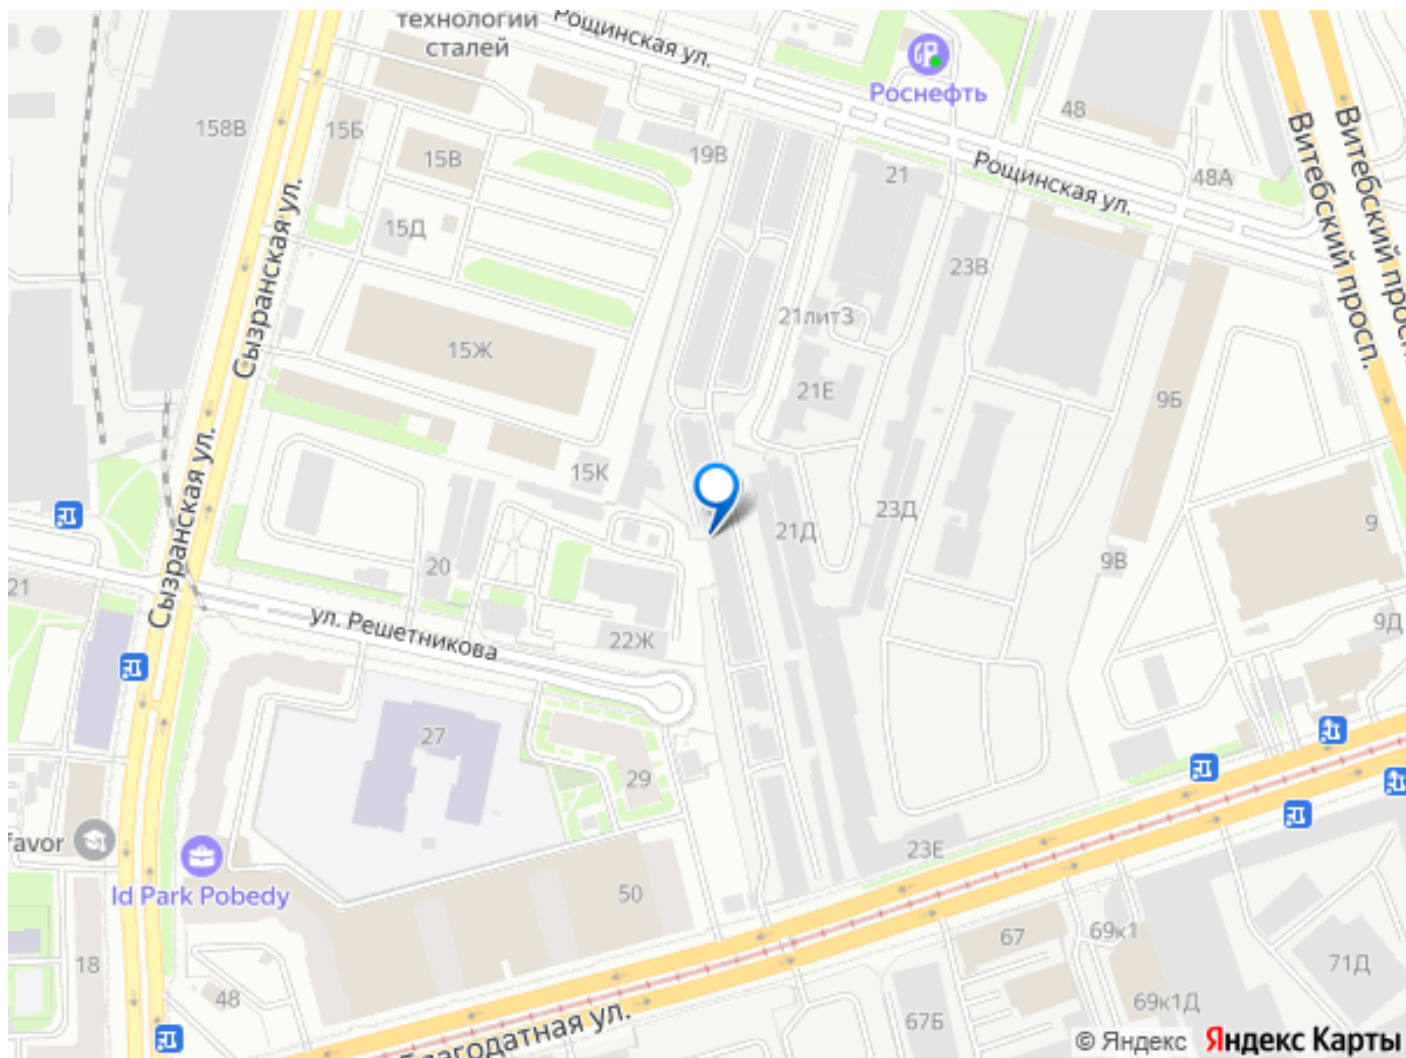 технологии
сталей
Рощинская ул.
Роснефть
48
Витебский просп.
Витебский просп.
158В
15Б
15В
19В
21
Рощинская ул.
48А
15Д
23В
Сызранская ул.
21лит3
15Ж
21Е
9Б
15К
Сызранская ул.
23Д
21Д
9
9В
20
21
ул. Решетникова
22Ж
9Д
27
29
favor
23Е
Id Park Pobedy
50
18
67
69к1
71Д
48
67Б
69к1Д
Благодатная ул.
© Яндекс Яндекс Карты